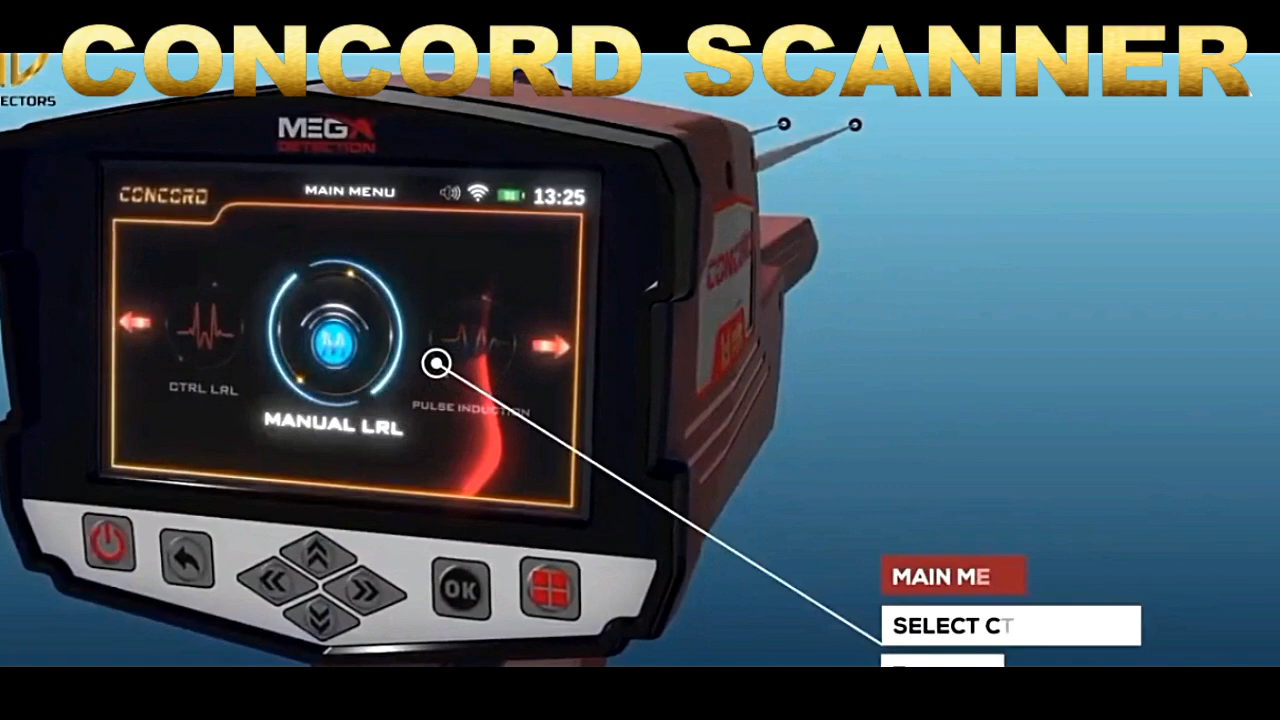 CONCORD SCANNER
ECTORS
MEGA
DETECTION
CONCORD
MAIN MENU
13:25
CTRL LRL
MANUAL LRL
PULSE INDUCTION
OK
MAIN ME
SELECT CT